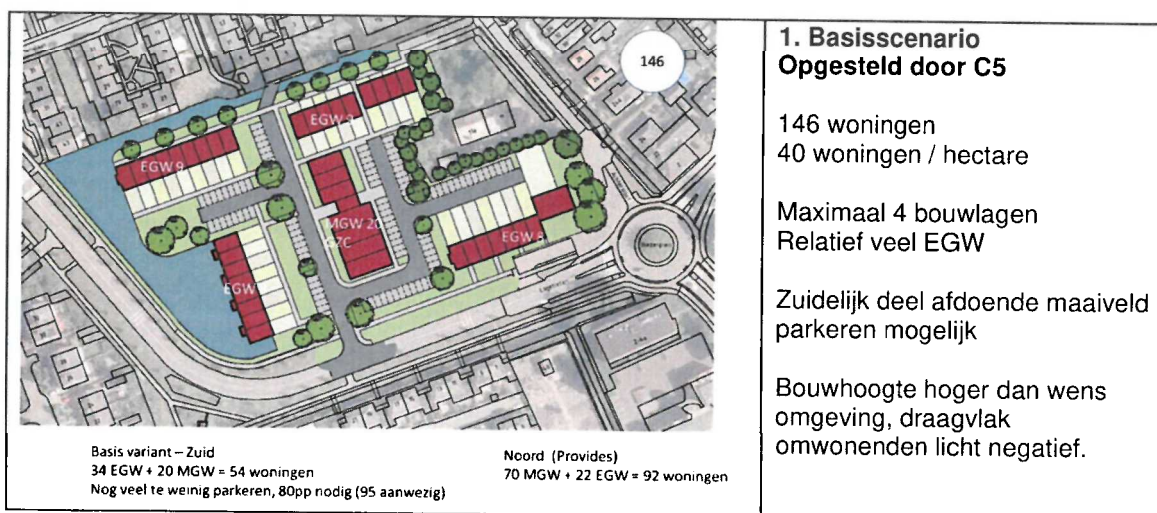 146
EGW 9
EGW 9
MGW 20
GZC
EGW 8
EGW
Basis variant – Zuid
34 EGW + 20 MGW = 54 woningen
Nog veel te weinig parkeren, 80pp nodig (95 aanwezig)
Noord (Provides)
70 MGW + 22 EGW = 92 woningen
1. Basisscenario
Opgesteld door C5
146 woningen
40 woningen / hectare
Maximaal 4 bouwlagen
Relatief veel EGW
Zuidelijk deel afdoende maaiveld
parkeren mogelijk
Bouwhoogte hoger dan wens
omgeving, draagvlak
omwonenden licht negatief.